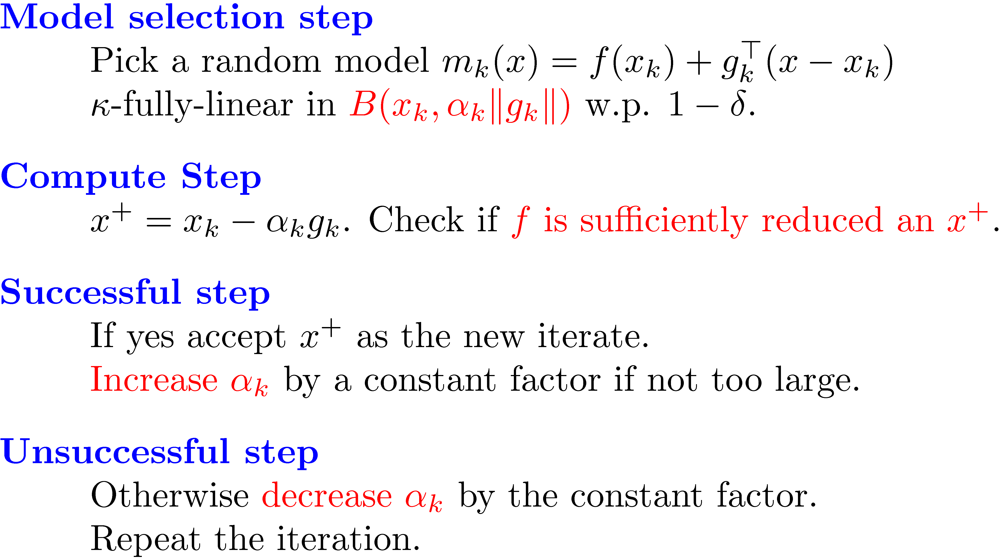 Model selection step
Pick a random model $m_k(x) = f(x_k) + g_k^\top(x - x_k)$
$\kappa$-fully-linear in $B(x_k, \alpha_k\|g_k\|)$ w.p. $1 - \delta$.
Compute Step
$x^+ = x_k - \alpha_k g_k$. Check if $f$ is sufficiently reduced an $x^+$.
Successful step
If yes accept $x^+$ as the new iterate.
Increase $\alpha_k$ by a constant factor if not too large.
Unsuccessful step
Otherwise decrease $\alpha_k$ by the constant factor.
Repeat the iteration.